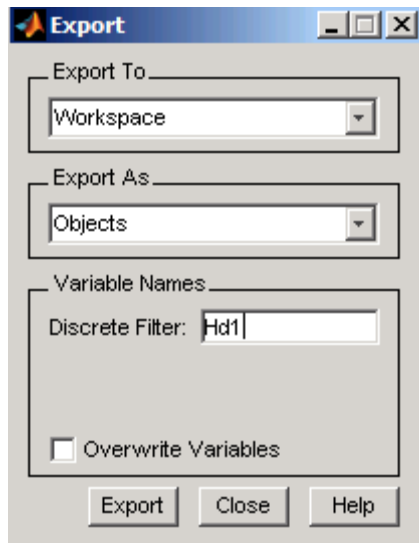 Export
Export To
Workspace
Export As
Objects
Variable Names
Discrete Filter: Hd1
Overwrite Variables
Export Close Help